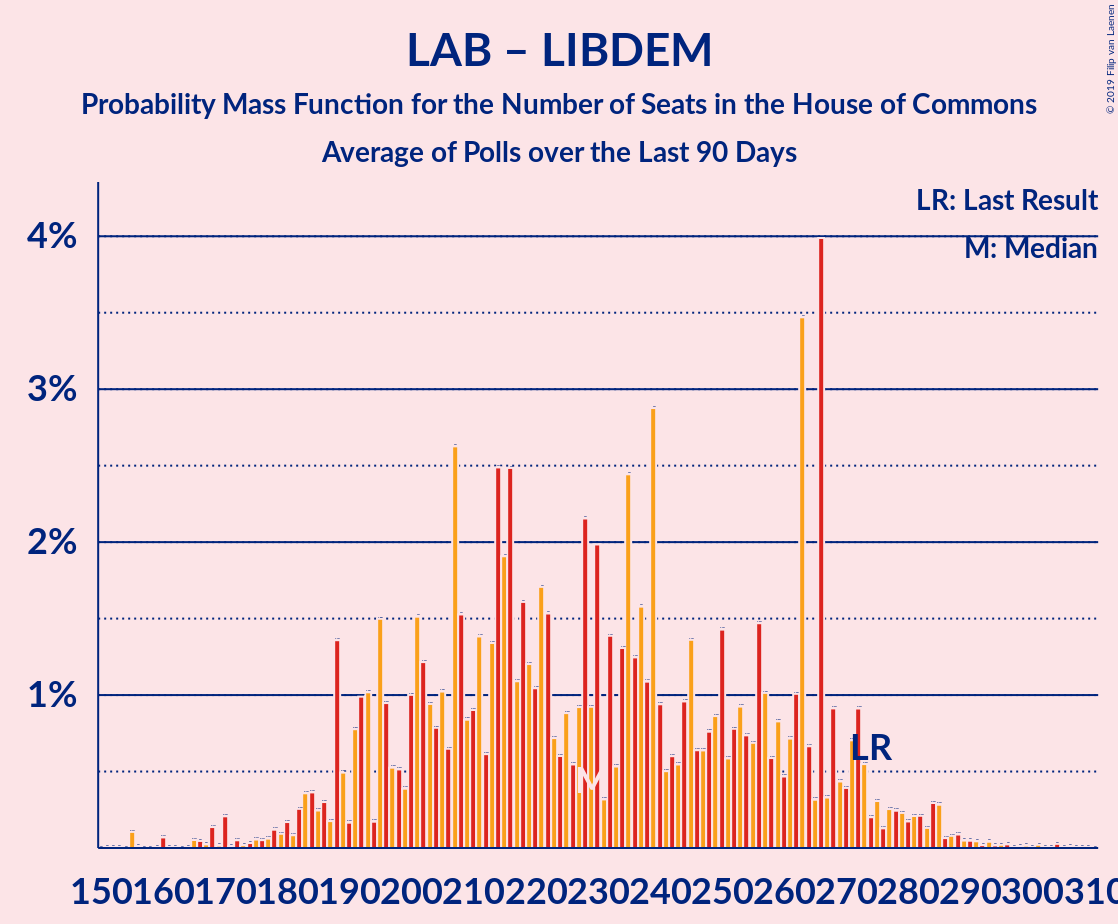 LAB – LIBDEM
Probability Mass Function for the Number of Seats in the House of Commons
Average of Polls over the Last 90 Days
© 2019 Filip van Laenen
LR: Last Result
M: Median
4%
3%
2%
1%
LR
M
150 160 170 180 190 200 210 220 230 240 250 260 270 280 290 300 310